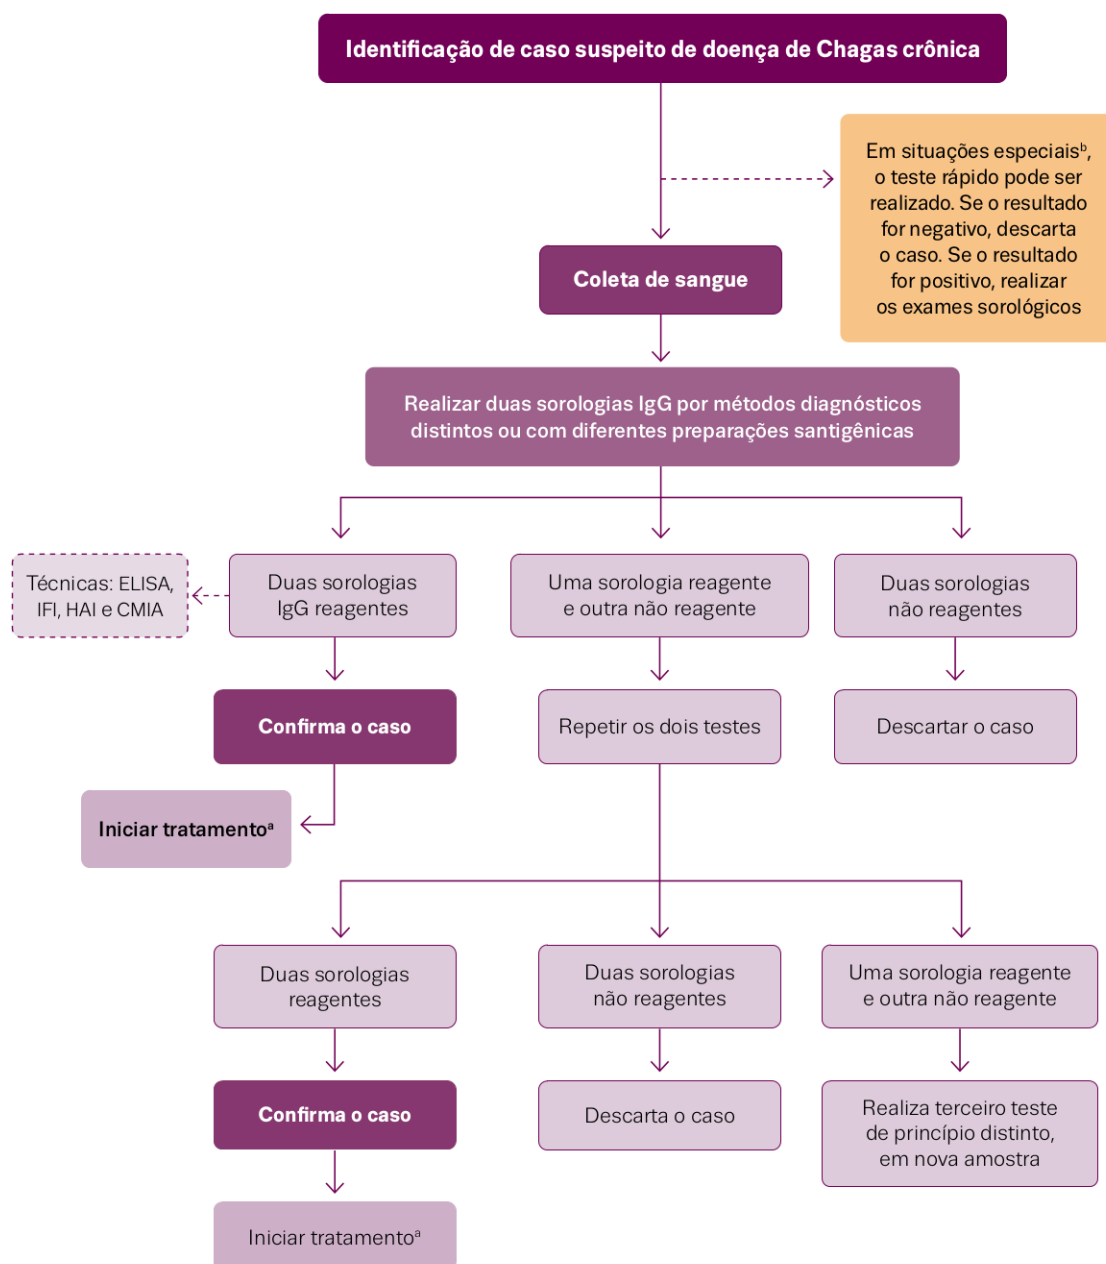 Identificação de caso suspeito de doença de Chagas crônica
Em situações especiaisᵇ,
o teste rápido pode ser
realizado. Se o resultado
for negativo, descarta
o caso. Se o resultado
for positivo, realizar
os exames sorológicos
Coleta de sangue
Realizar duas sorologias IgG por métodos diagnósticos
distintos ou com diferentes preparações santigênicas
Técnicas: ELISA,
IFI, HAI e CMIA
Duas sorologias
IgG reagentes
Uma sorologia reagente
e outra não reagente
Duas sorologias
não reagentes
Confirma o caso
Repetir os dois testes
Descartar o caso
Iniciar tratamentoᵃ
Duas sorologias
reagentes
Duas sorologias
não reagentes
Uma sorologia reagente
e outra não reagente
Confirma o caso
Descarta o caso
Realiza terceiro teste
de princípio distinto,
em nova amostra
Iniciar tratamentoᵃ